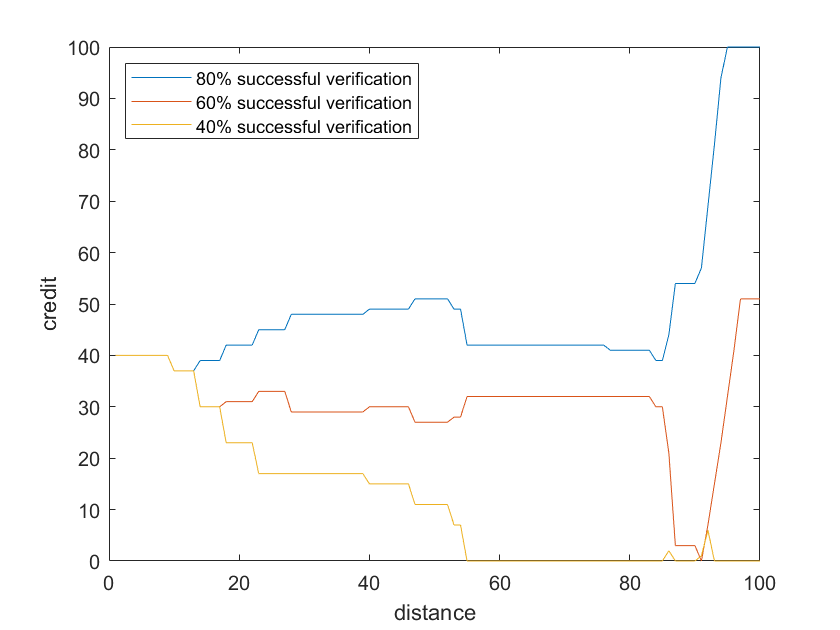 100
90
80
70
60
50
40
30
20
10
0
credit
80% successful verification
60% successful verification
40% successful verification
0 20 40 60 80 100
distance